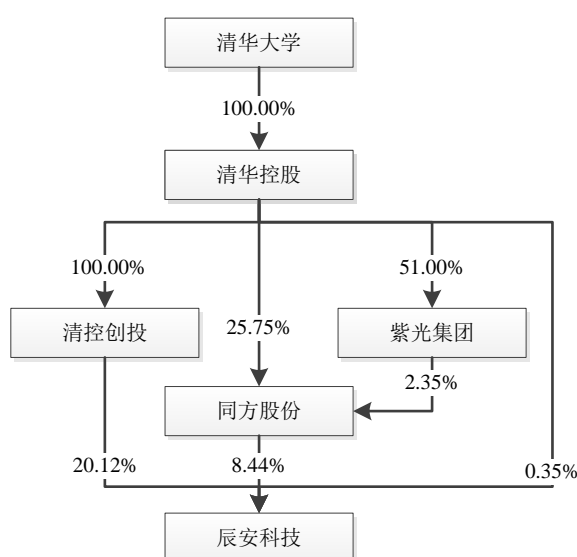 清华大学
100.00%
清华控股
100.00%
51.00%
清控创投
25.75%
紫光集团
2.35%
同方股份
20.12%
8.44%
0.35%
辰安科技